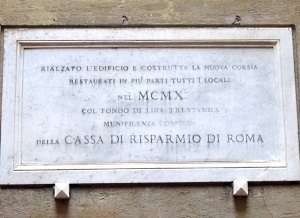 RIALZATO L'EDIFICIO E COSTRUTTA LA NUOVA CORSIA
RESTAURATI IN PIÙ PARTI TUTTI I LOCALI
NEL MCMX
COL FONDO DI LIRE TRENTAMILA
MUNIFICENZA
DELLA CASSA DI RISPARMIO DI ROMA